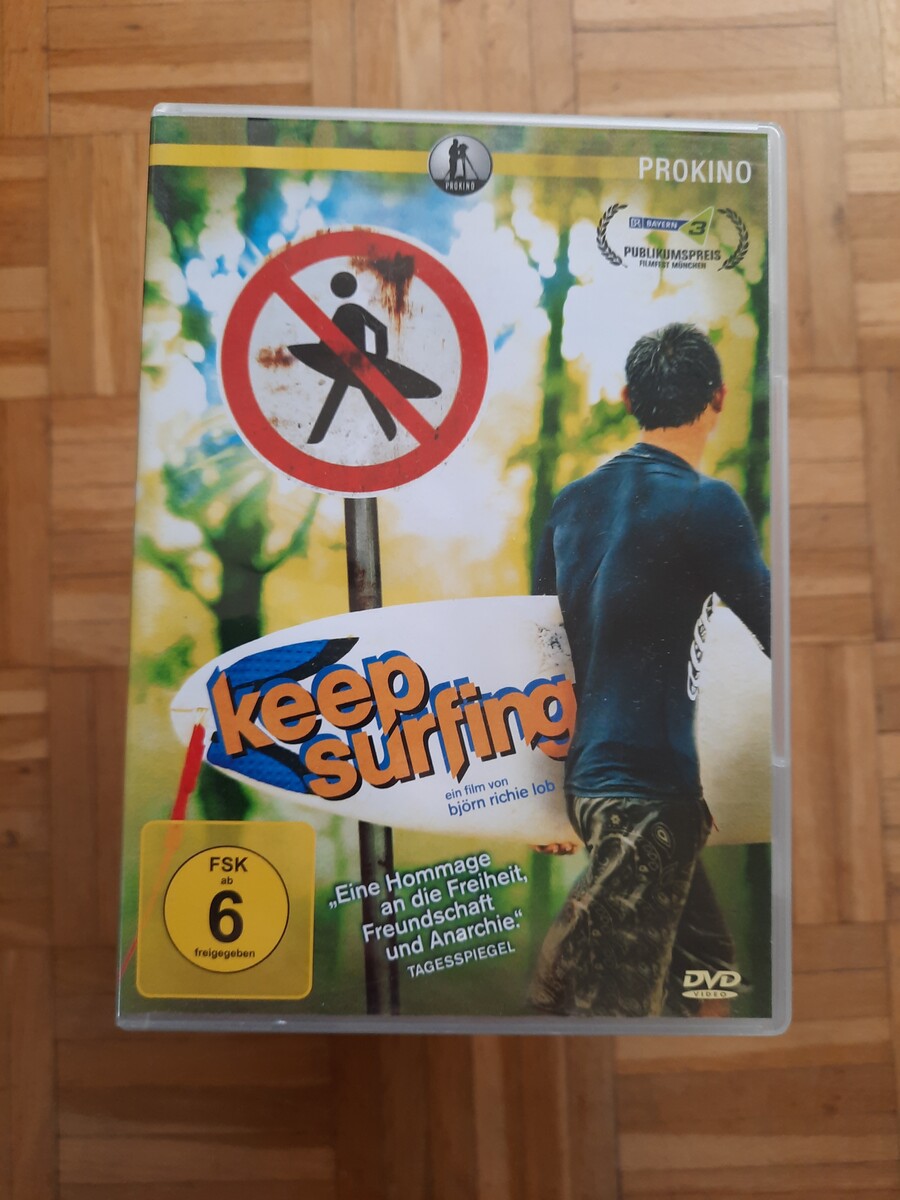 PROKINO
PROKINO
BR BAYERN 3
PUBLIKUMSPREIS
FILMFEST MÜNCHEN
keep
surfing
ein film von
björn richie lob
„Eine Hommage
an die Freiheit,
Freundschaft
und Anarchie.“
TAGESSPIEGEL
FSK
ab
6
freigegeben
DVD
VIDEO